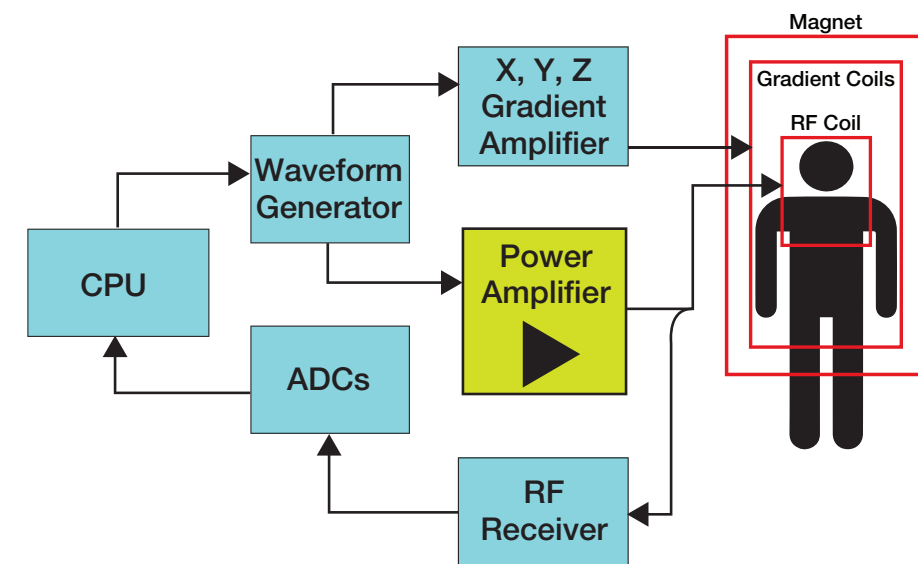 Magnet
X, Y, Z
Gradient
Amplifier
Gradient Coils
RF Coil
Waveform
Generator
Power
Amplifier
CPU
ADCs
RF
Receiver